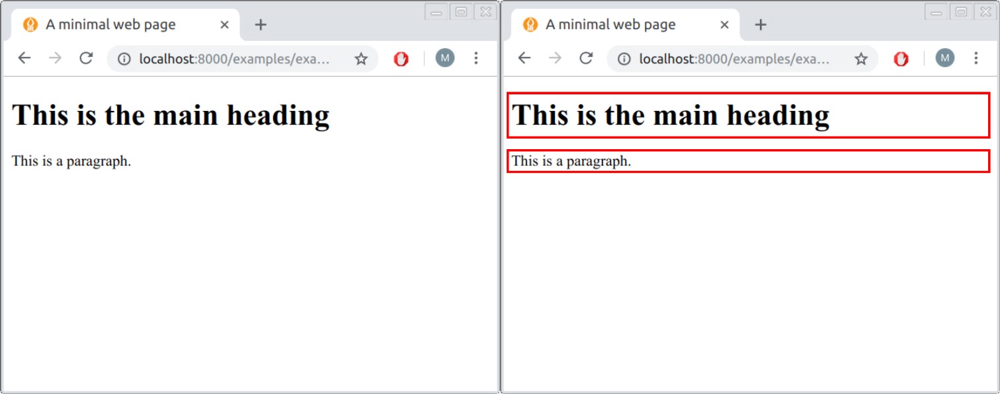 A minimal web page
localhost:8000/examples/exa...
M
This is the main heading
This is a paragraph.
A minimal web page
localhost:8000/examples/exa...
M
This is the main heading
This is a paragraph.